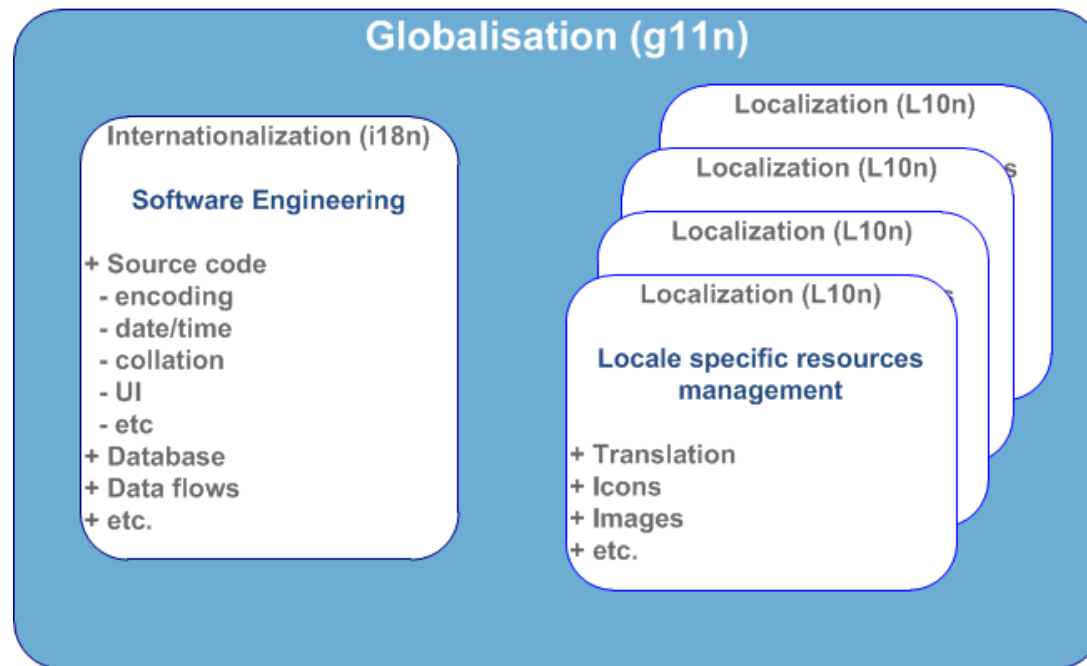 Globalisation (g11n)
Internationalization (i18n)
Software Engineering
+ Source code
- encoding
- date/time
- collation
- UI
- etc
+ Database
+ Data flows
+ etc.
Localization (L10n)
Localization (L10n)
Localization (L10n)
Localization (L10n)
Locale specific resources
management
+ Translation
+ Icons
+ Images
+ etc.